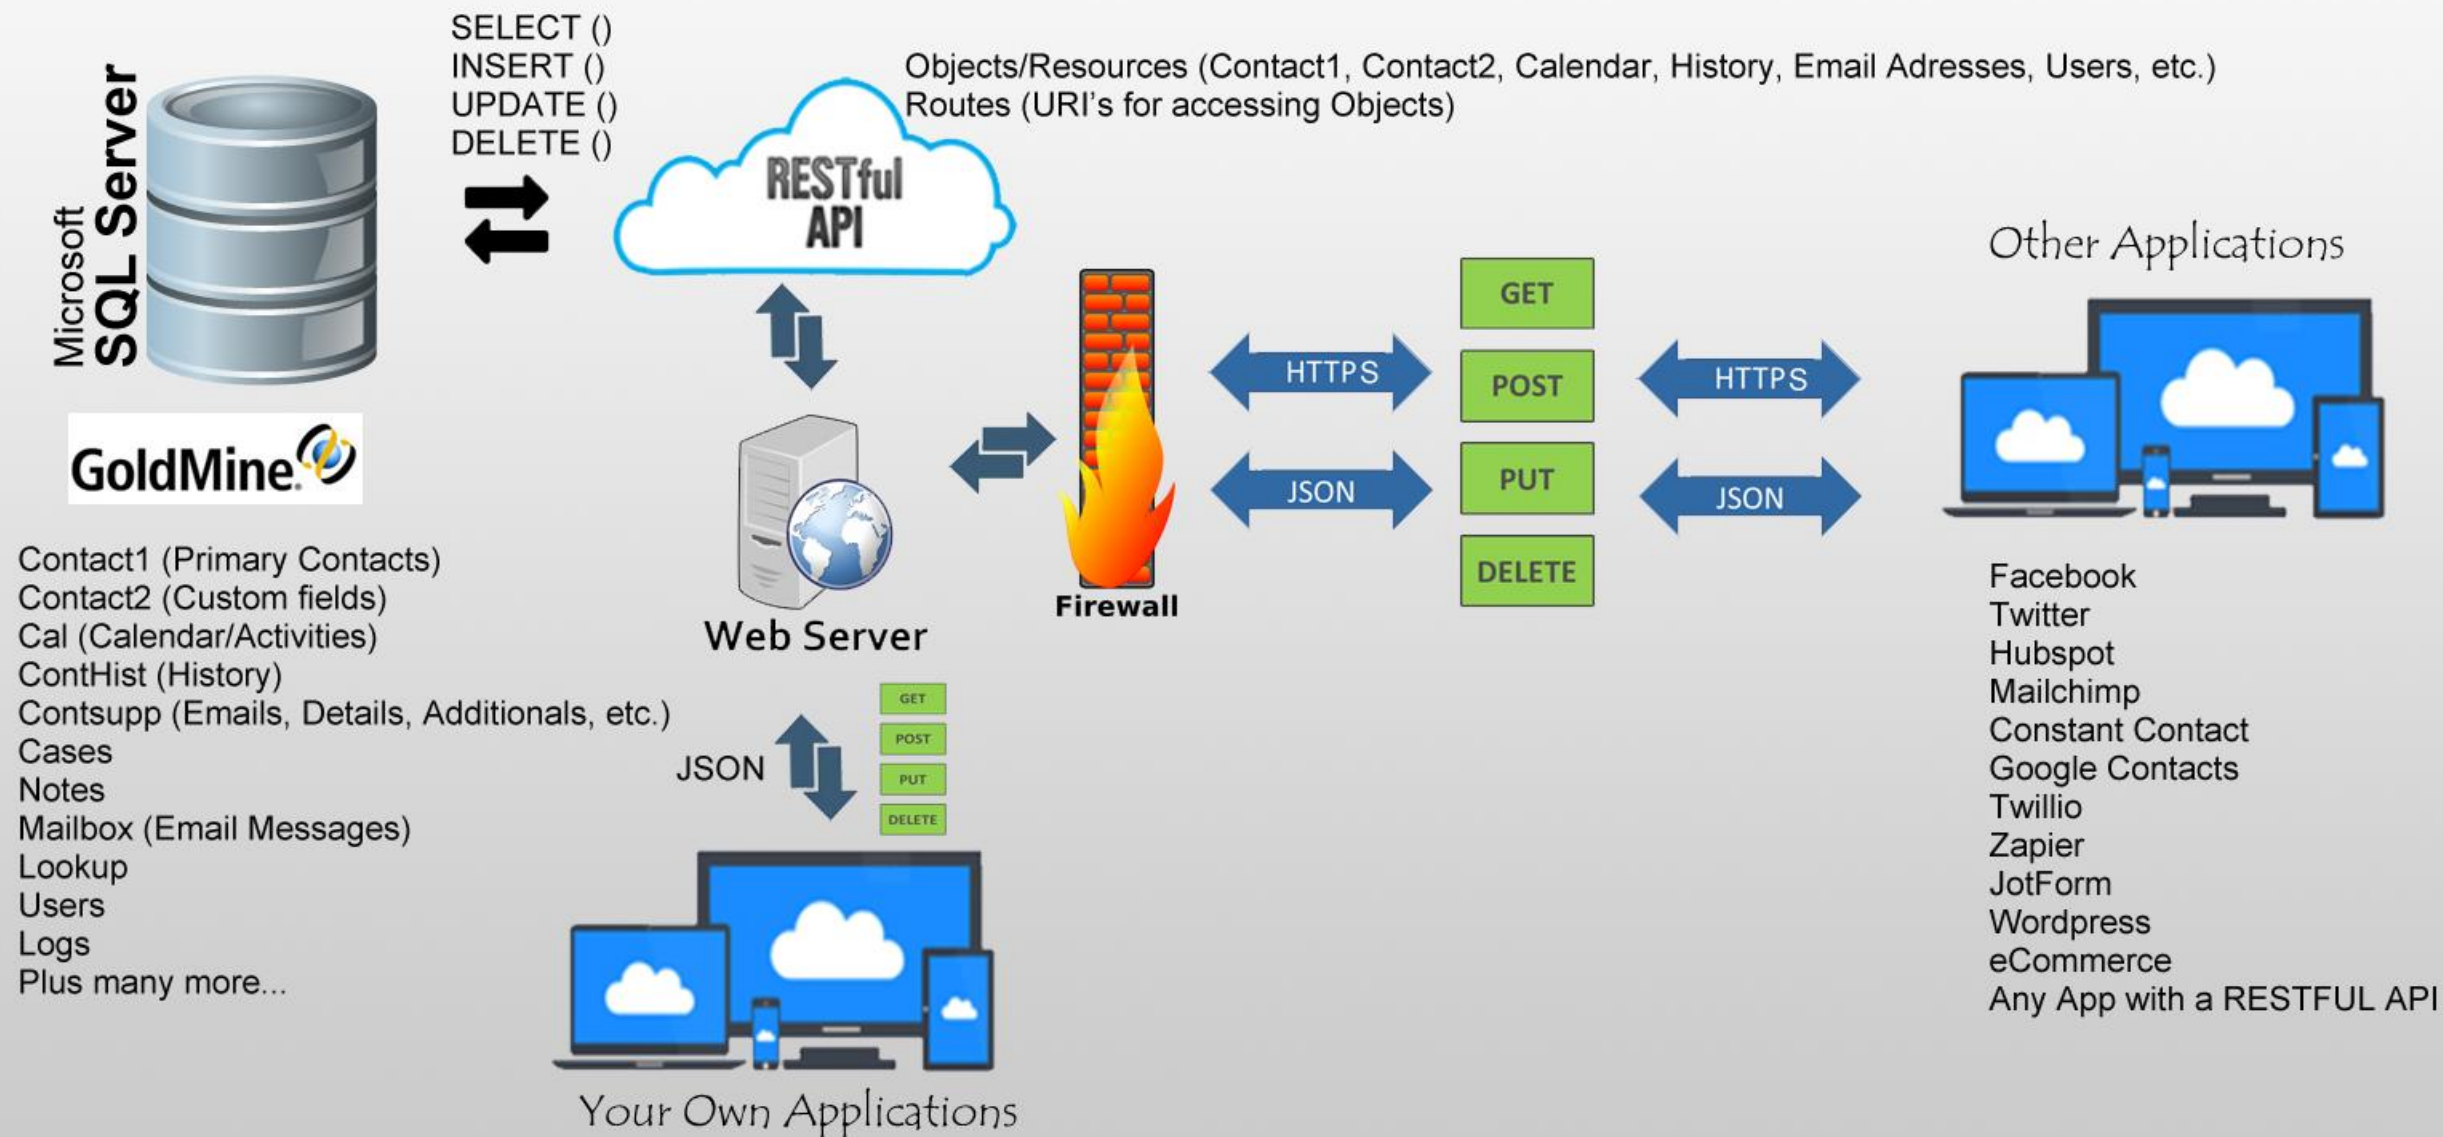 SELECT ()
INSERT ()
UPDATE ()
DELETE ()
Objects/Resources (Contact1, Contact2, Calendar, History, Email Adresses, Users, etc.)
Routes (URI's for accessing Objects)
Microsoft
SQL Server
RESTful
API
GoldMine
Contact1 (Primary Contacts)
Contact2 (Custom fields)
Cal (Calendar/Activities)
ContHist (History)
Contsupp (Emails, Details, Additionals, etc.)
Cases
Notes
Mailbox (Email Messages)
Lookup
Users
Logs
Plus many more...
Web Server
Firewall
HTTPS
JSON
GET
POST
PUT
DELETE
HTTPS
JSON
JSON
GET
POST
PUT
DELETE
Your Own Applications
Other Applications
Facebook
Twitter
Hubspot
Mailchimp
Constant Contact
Google Contacts
Twillio
Zapier
JotForm
Wordpress
eCommerce
Any App with a RESTFUL API